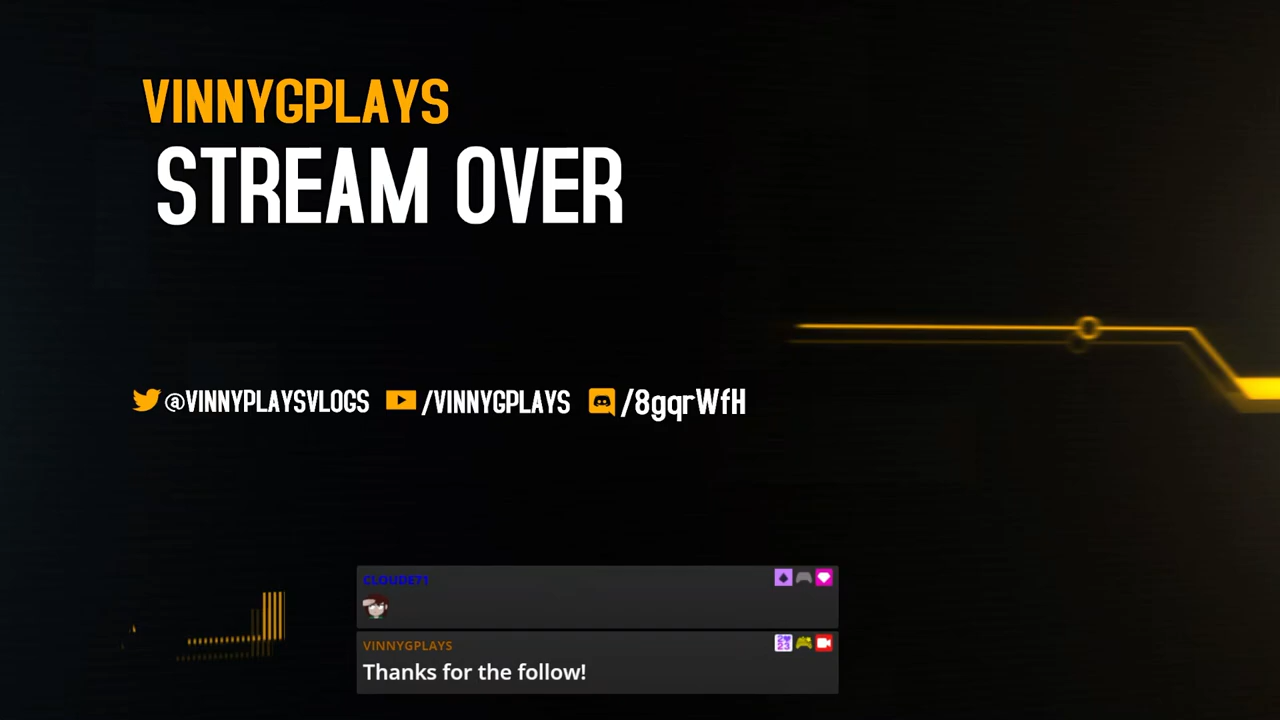 VINNYGPLAYS
STREAM OVER
@VINNYPLAYSVLOGS /VINNYGPLAYS /8gqrWfH
CLOUDE71
VINNYGPLAYS
Thanks for the follow!